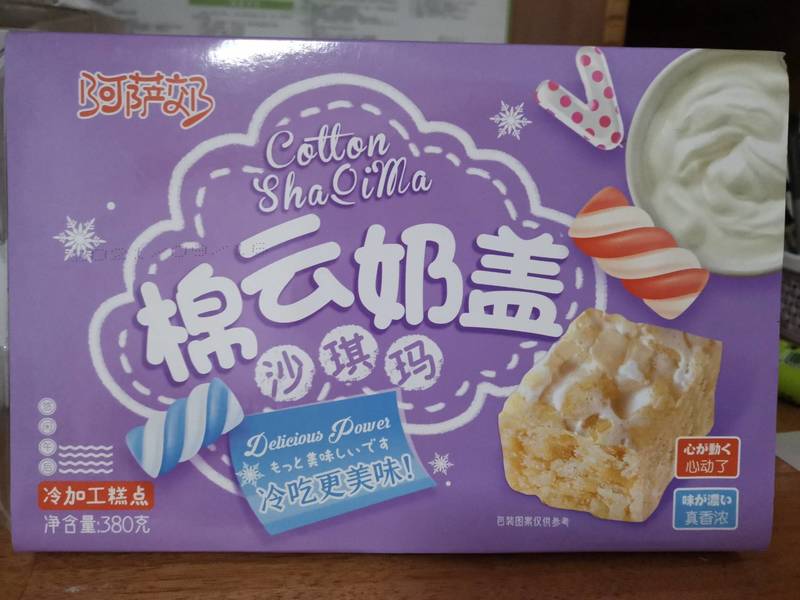 阿萨奶
Cotton
ShaQiMa
棉云奶盖
沙琪玛
Delicious Power
もっと美味しいです
冷吃更美味!
冷加工糕点
净含量:380克
心が動く
心动了
味が濃い
真香浓
包装图案仅供参考